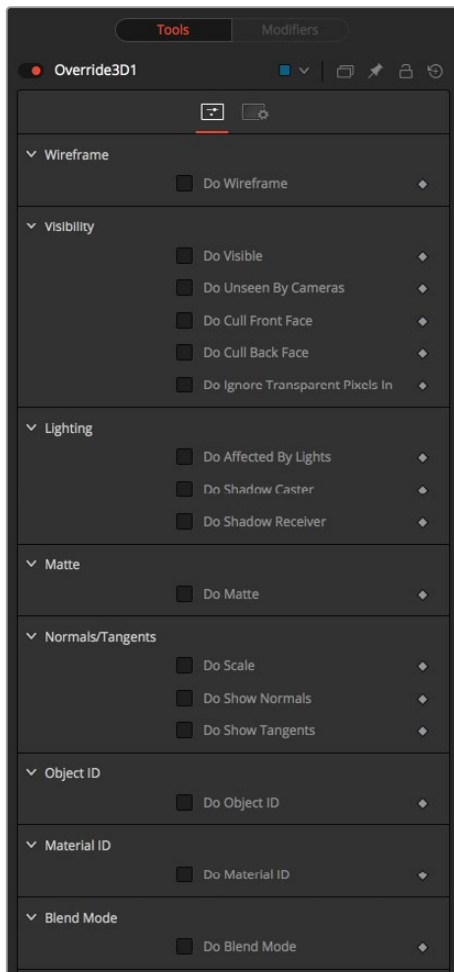 Tools
Modifiers
Override3D1
Wireframe
Do Wireframe
Visibility
Do Visible
Do Unseen By Cameras
Do Cull Front Face
Do Cull Back Face
Do Ignore Transparent Pixels In
Lighting
Do Affected By Lights
Do Shadow Caster
Do Shadow Receiver
Matte
Do Matte
Normals/Tangents
Do Scale
Do Show Normals
Do Show Tangents
Object ID
Do Object ID
Material ID
Do Material ID
Blend Mode
Do Blend Mode